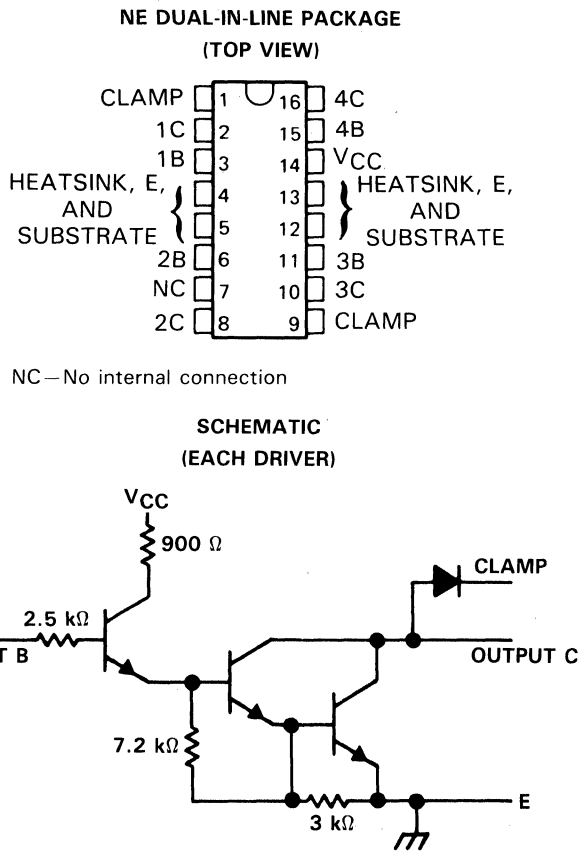 NE DUAL-IN-LINE PACKAGE
(TOP VIEW)
CLAMP 1 16 4C
1C 2 15 4B
1B 3 14 VCC
HEATSINK, E, AND SUBSTRATE 4 13 HEATSINK, E, AND SUBSTRATE
5 12
2B 6 11 3B
NC 7 10 3C
2C 8 9 CLAMP
NC—No internal connection
SCHEMATIC
(EACH DRIVER)
VCC
900 Ω
CLAMP
2.5 kΩ
T B
OUTPUT C
7.2 kΩ
E
3 kΩ